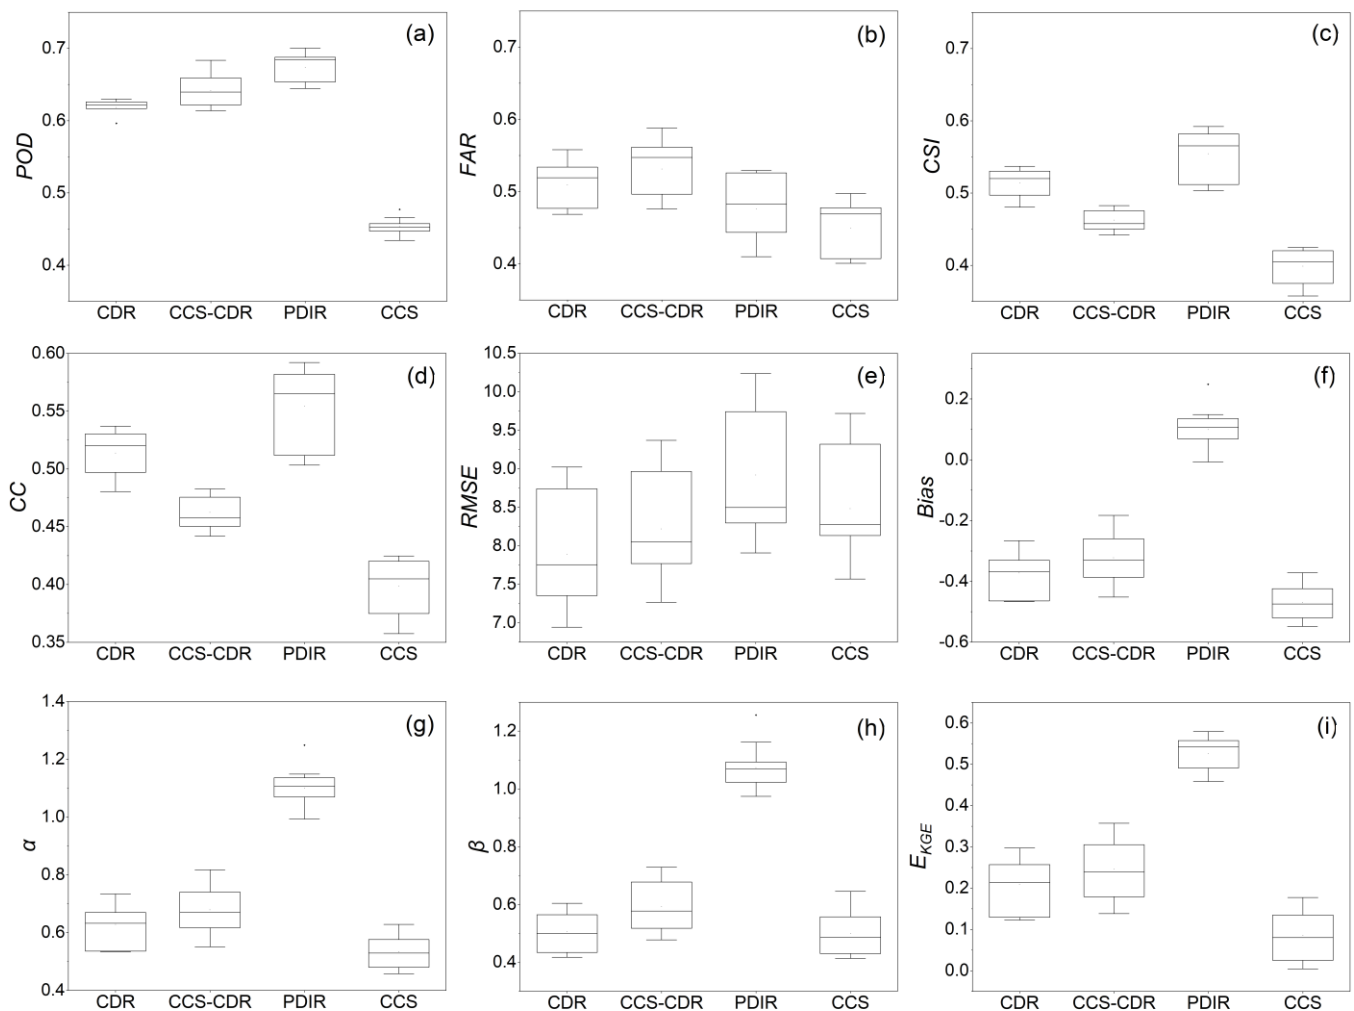 (a)
POD
0.7
0.6
0.5
0.4
CDR CCS-CDR PDIR CCS
(b)
FAR
0.7
0.6
0.5
0.4
CDR CCS-CDR PDIR CCS
(c)
CSI
0.7
0.6
0.5
0.4
CDR CCS-CDR PDIR CCS
(d)
CC
0.60
0.55
0.50
0.45
0.40
0.35
CDR CCS-CDR PDIR CCS
(e)
RMSE
10.5
10.0
9.5
9.0
8.5
8.0
7.5
7.0
CDR CCS-CDR PDIR CCS
(f)
Bias
0.2
0.0
-0.2
-0.4
-0.6
CDR CCS-CDR PDIR CCS
(g)
α
1.4
1.2
1.0
0.8
0.6
0.4
CDR CCS-CDR PDIR CCS
(h)
β
1.2
1.0
0.8
0.6
0.4
CDR CCS-CDR PDIR CCS
(i)
EKGE
0.6
0.5
0.4
0.3
0.2
0.1
0.0
CDR CCS-CDR PDIR CCS